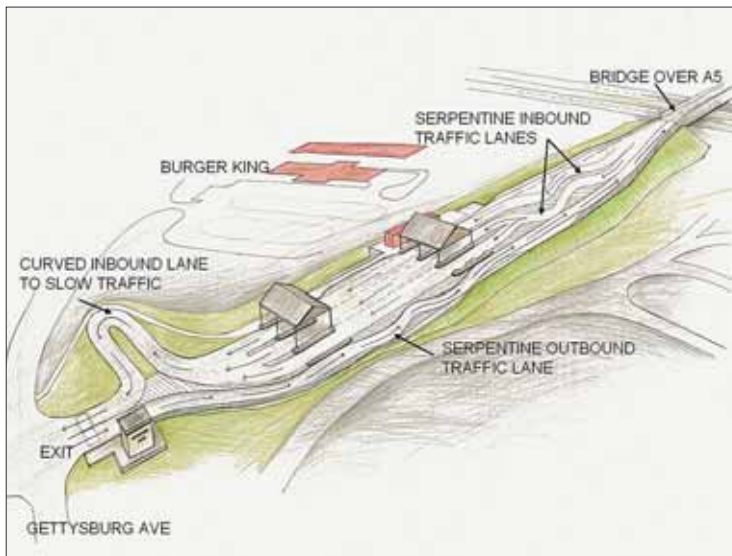 BRIDGE OVER A5
SERPENTINE INBOUND
TRAFFIC LANES
BURGER KING
CURVED INBOUND LANE
TO SLOW TRAFFIC
SERPENTINE OUTBOUND
TRAFFIC LANE
EXIT
GETTYSBURG AVE